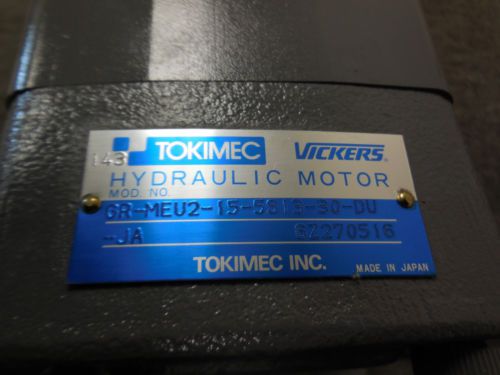 143 TOKIMEC VICKERS
HYDRAULIC MOTOR
MOD. NO.
GR-MEU2-15-5S13-30-DU
-JA GZ270516
TOKIMEC INC. MADE IN JAPAN